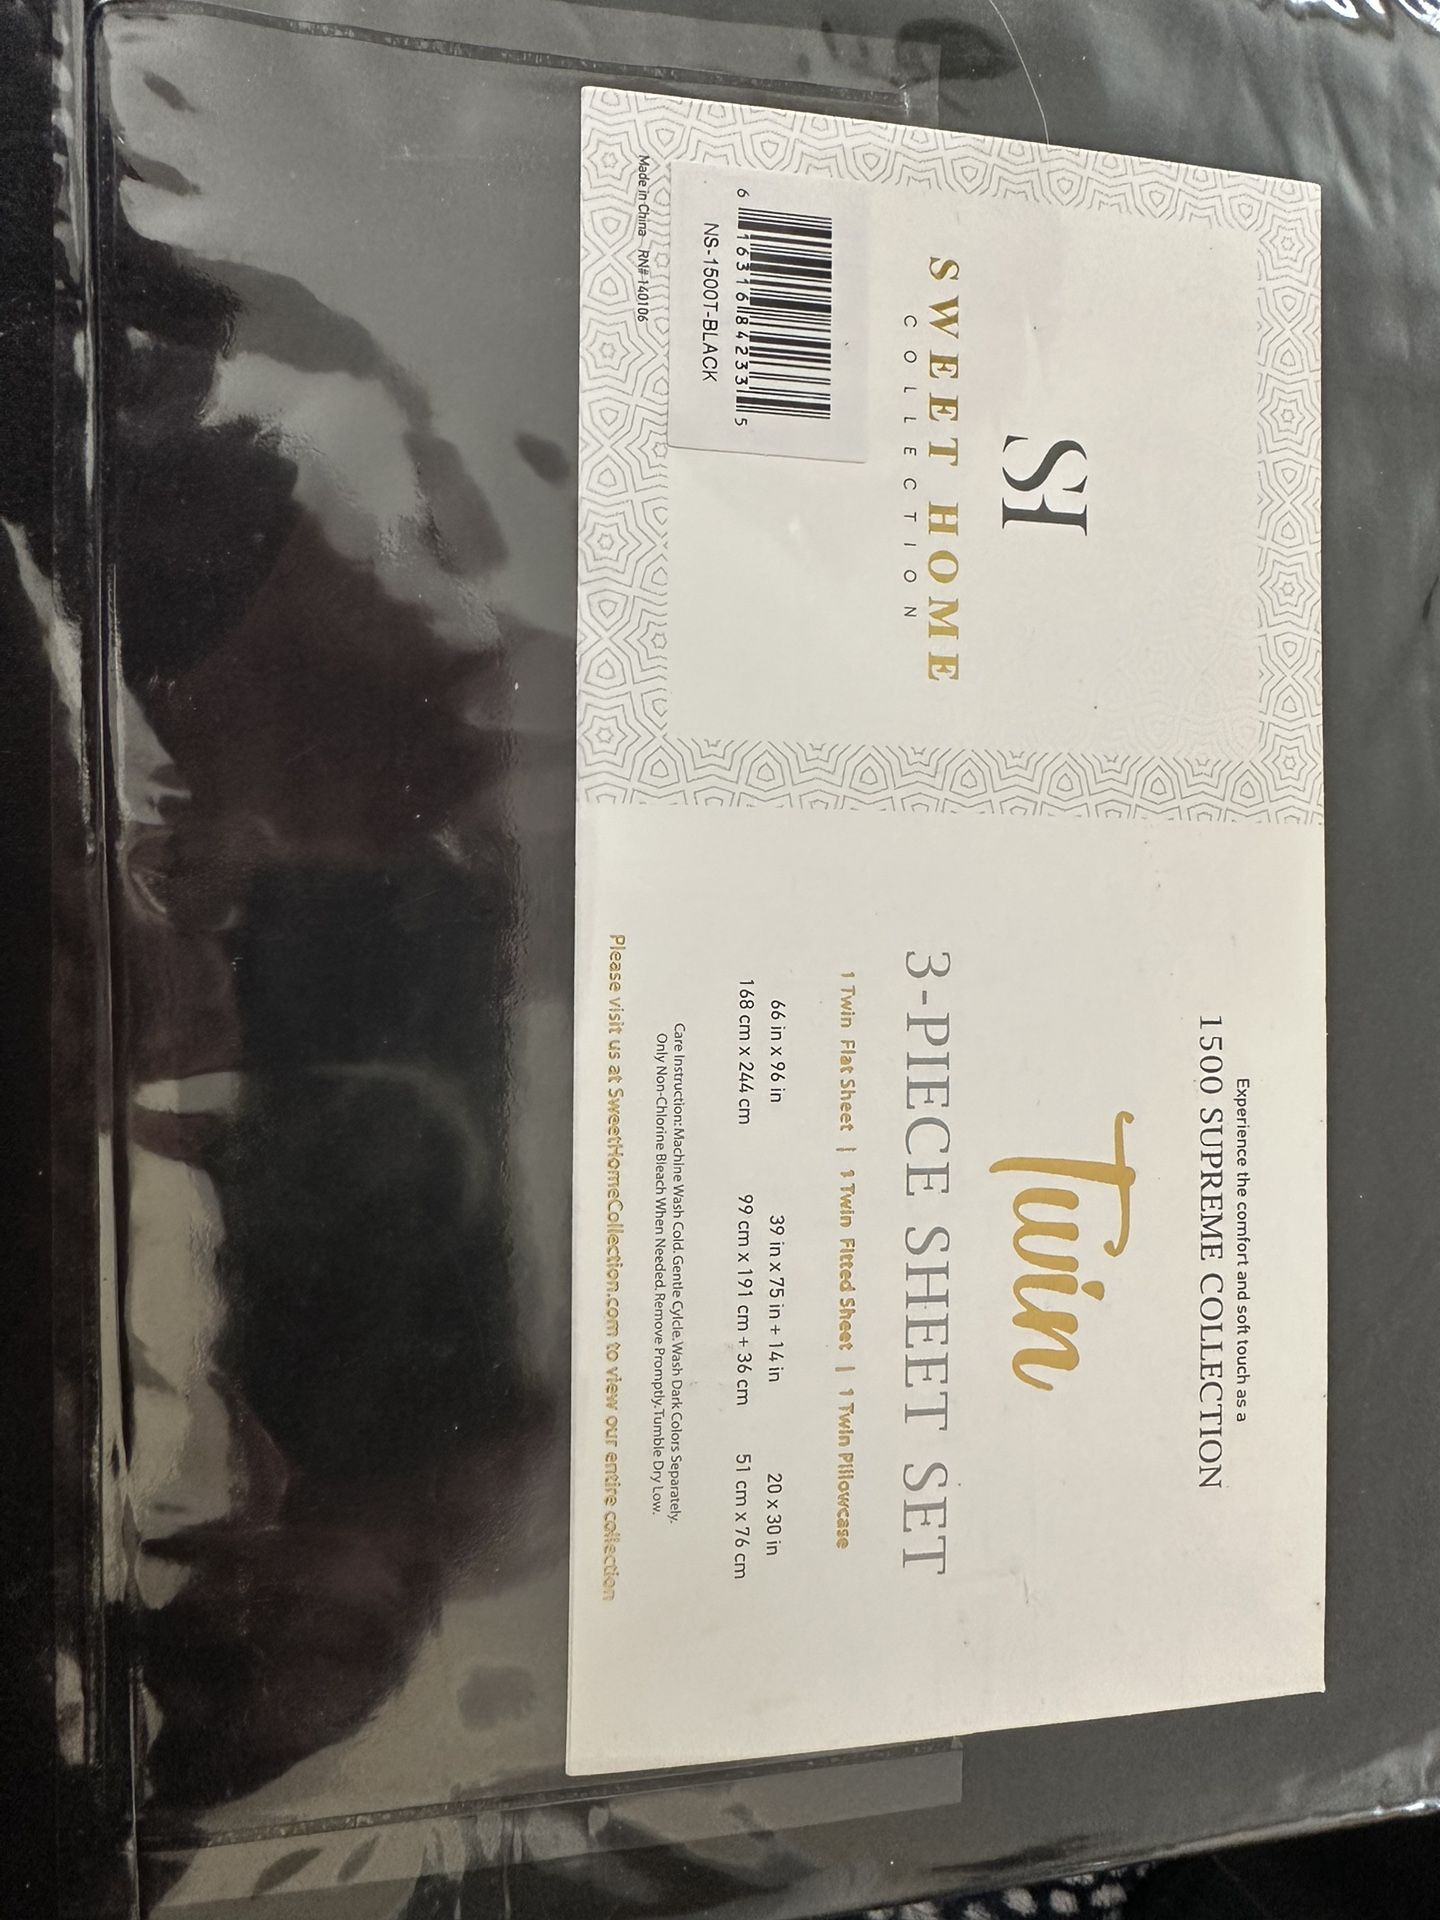 SH
SWEET HOME
COLLECTION
6 16316 84233 5
NS-1500T-BLACK
Made in China RN# 140106
Experience the comfort and soft touch as a
1500 SUPREME COLLECTION
Twin
3-PIECE SHEET SET
1 Twin Flat Sheet | 1 Twin Fitted Sheet | 1 Twin Pillowcase
66 in x 96 in 39 in x 75 in + 14 in 20 x 30 in
168 cm x 244 cm 99 cm x 191 cm + 36 cm 51 cm x 76 cm
Care Instruction:Machine Wash Cold. Gentle Cylcle. Wash Dark Colors Separately.
Only Non-Chlorine Bleach When Needed. Remove Promptly. Tumble Dry Low.
Please visit us at SweetHomeCollection.com to view our entire collection